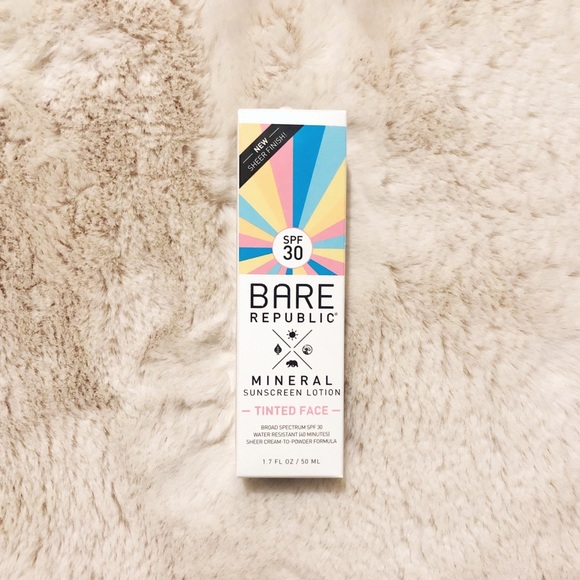 NEW
SHEER FINISH!
SPF
30
BARE
REPUBLIC®
MINERAL
SUNSCREEN LOTION
TINTED FACE
BROAD SPECTRUM SPF 30
WATER RESISTANT (40 MINUTES)
SHEER CREAM-TO-POWDER FORMULA
1.7 FL OZ / 50 ML